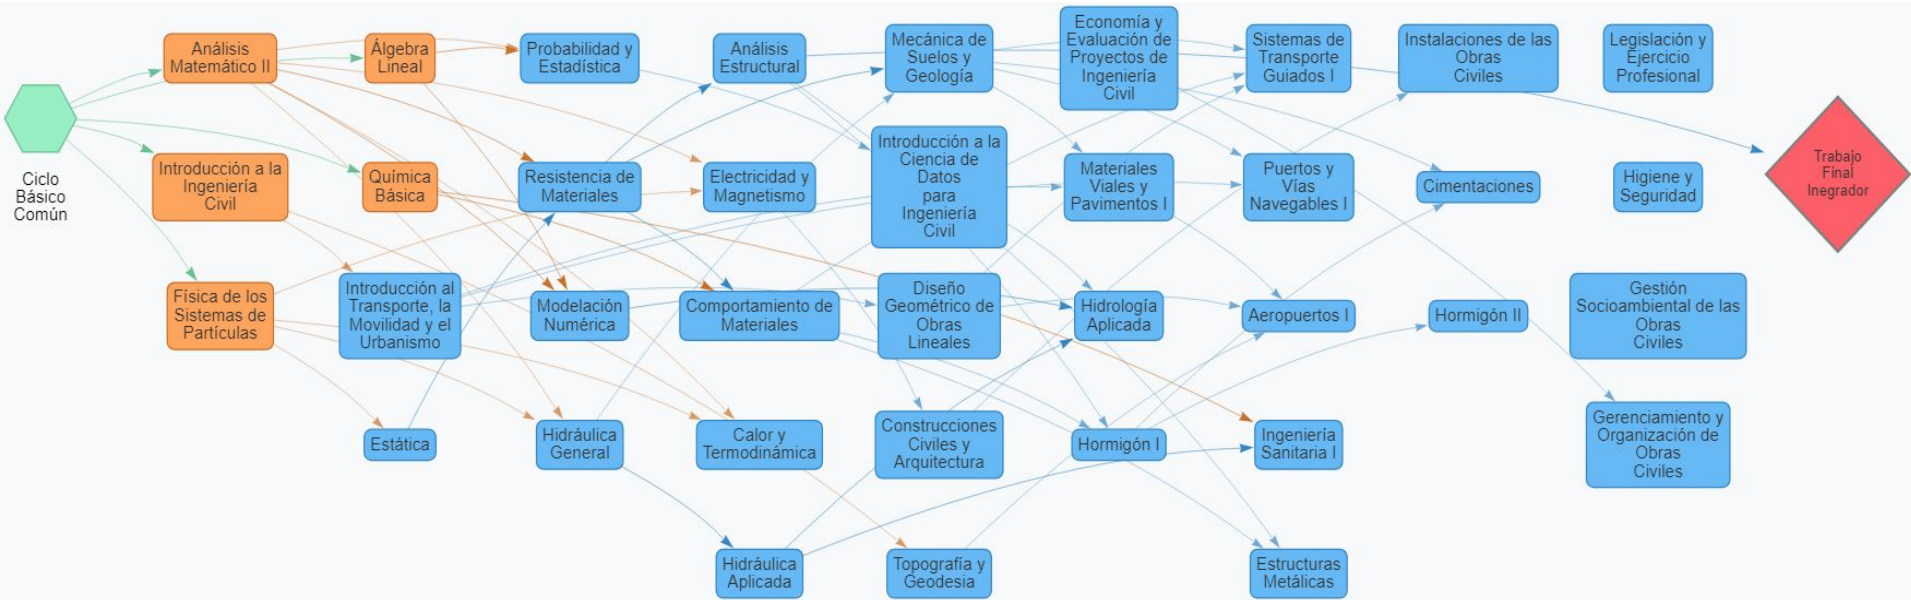 Ciclo
Básico
Común
Análisis
Matemático II
Introducción a la
Ingeniería
Civil
Física de los
Sistemas de
Partículas
Álgebra
Lineal
Química
Básica
Introducción al
Transporte, la
Movilidad y el
Urbanismo
Estática
Probabilidad y
Estadística
Resistencia de
Materiales
Modelación
Numérica
Hidráulica
General
Análisis
Estructural
Electricidad y
Magnetismo
Comportamiento de
Materiales
Calor y
Termodinámica
Hidráulica
Aplicada
Mecánica de
Suelos y
Geología
Introducción a la
Ciencia de
Datos
para
Ingeniería
Civil
Diseño
Geométrico de
Obras
Lineales
Construcciones
Civiles y
Arquitectura
Topografía y
Geodesia
Economía y
Evaluación de
Proyectos de
Ingeniería
Civil
Materiales
Viales y
Pavimentos I
Hidrología
Aplicada
Hormigón I
Sistemas de
Transporte
Guiados I
Puertos y
Vías
Navegables I
Aeropuertos I
Ingeniería
Sanitaria I
Estructuras
Metálicas
Instalaciones de las
Obras
Civiles
Cimentaciones
Hormigón II
Legislación y
Ejercicio
Profesional
Higiene y
Seguridad
Gestión
Socioambiental de las
Obras
Civiles
Gerenciamiento y
Organización de
Obras
Civiles
Trabajo
Final
Inegrador